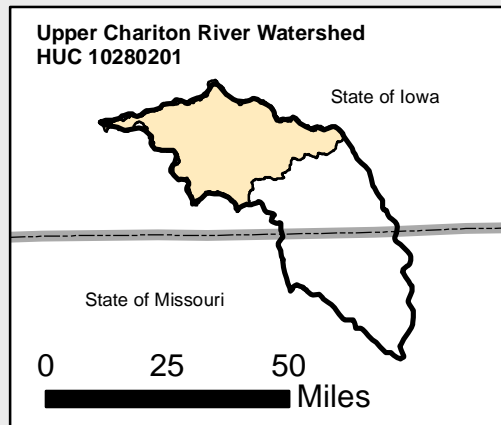 Upper Chariton River Watershed
HUC 10280201
State of Iowa
State of Missouri
0 25 50
Miles